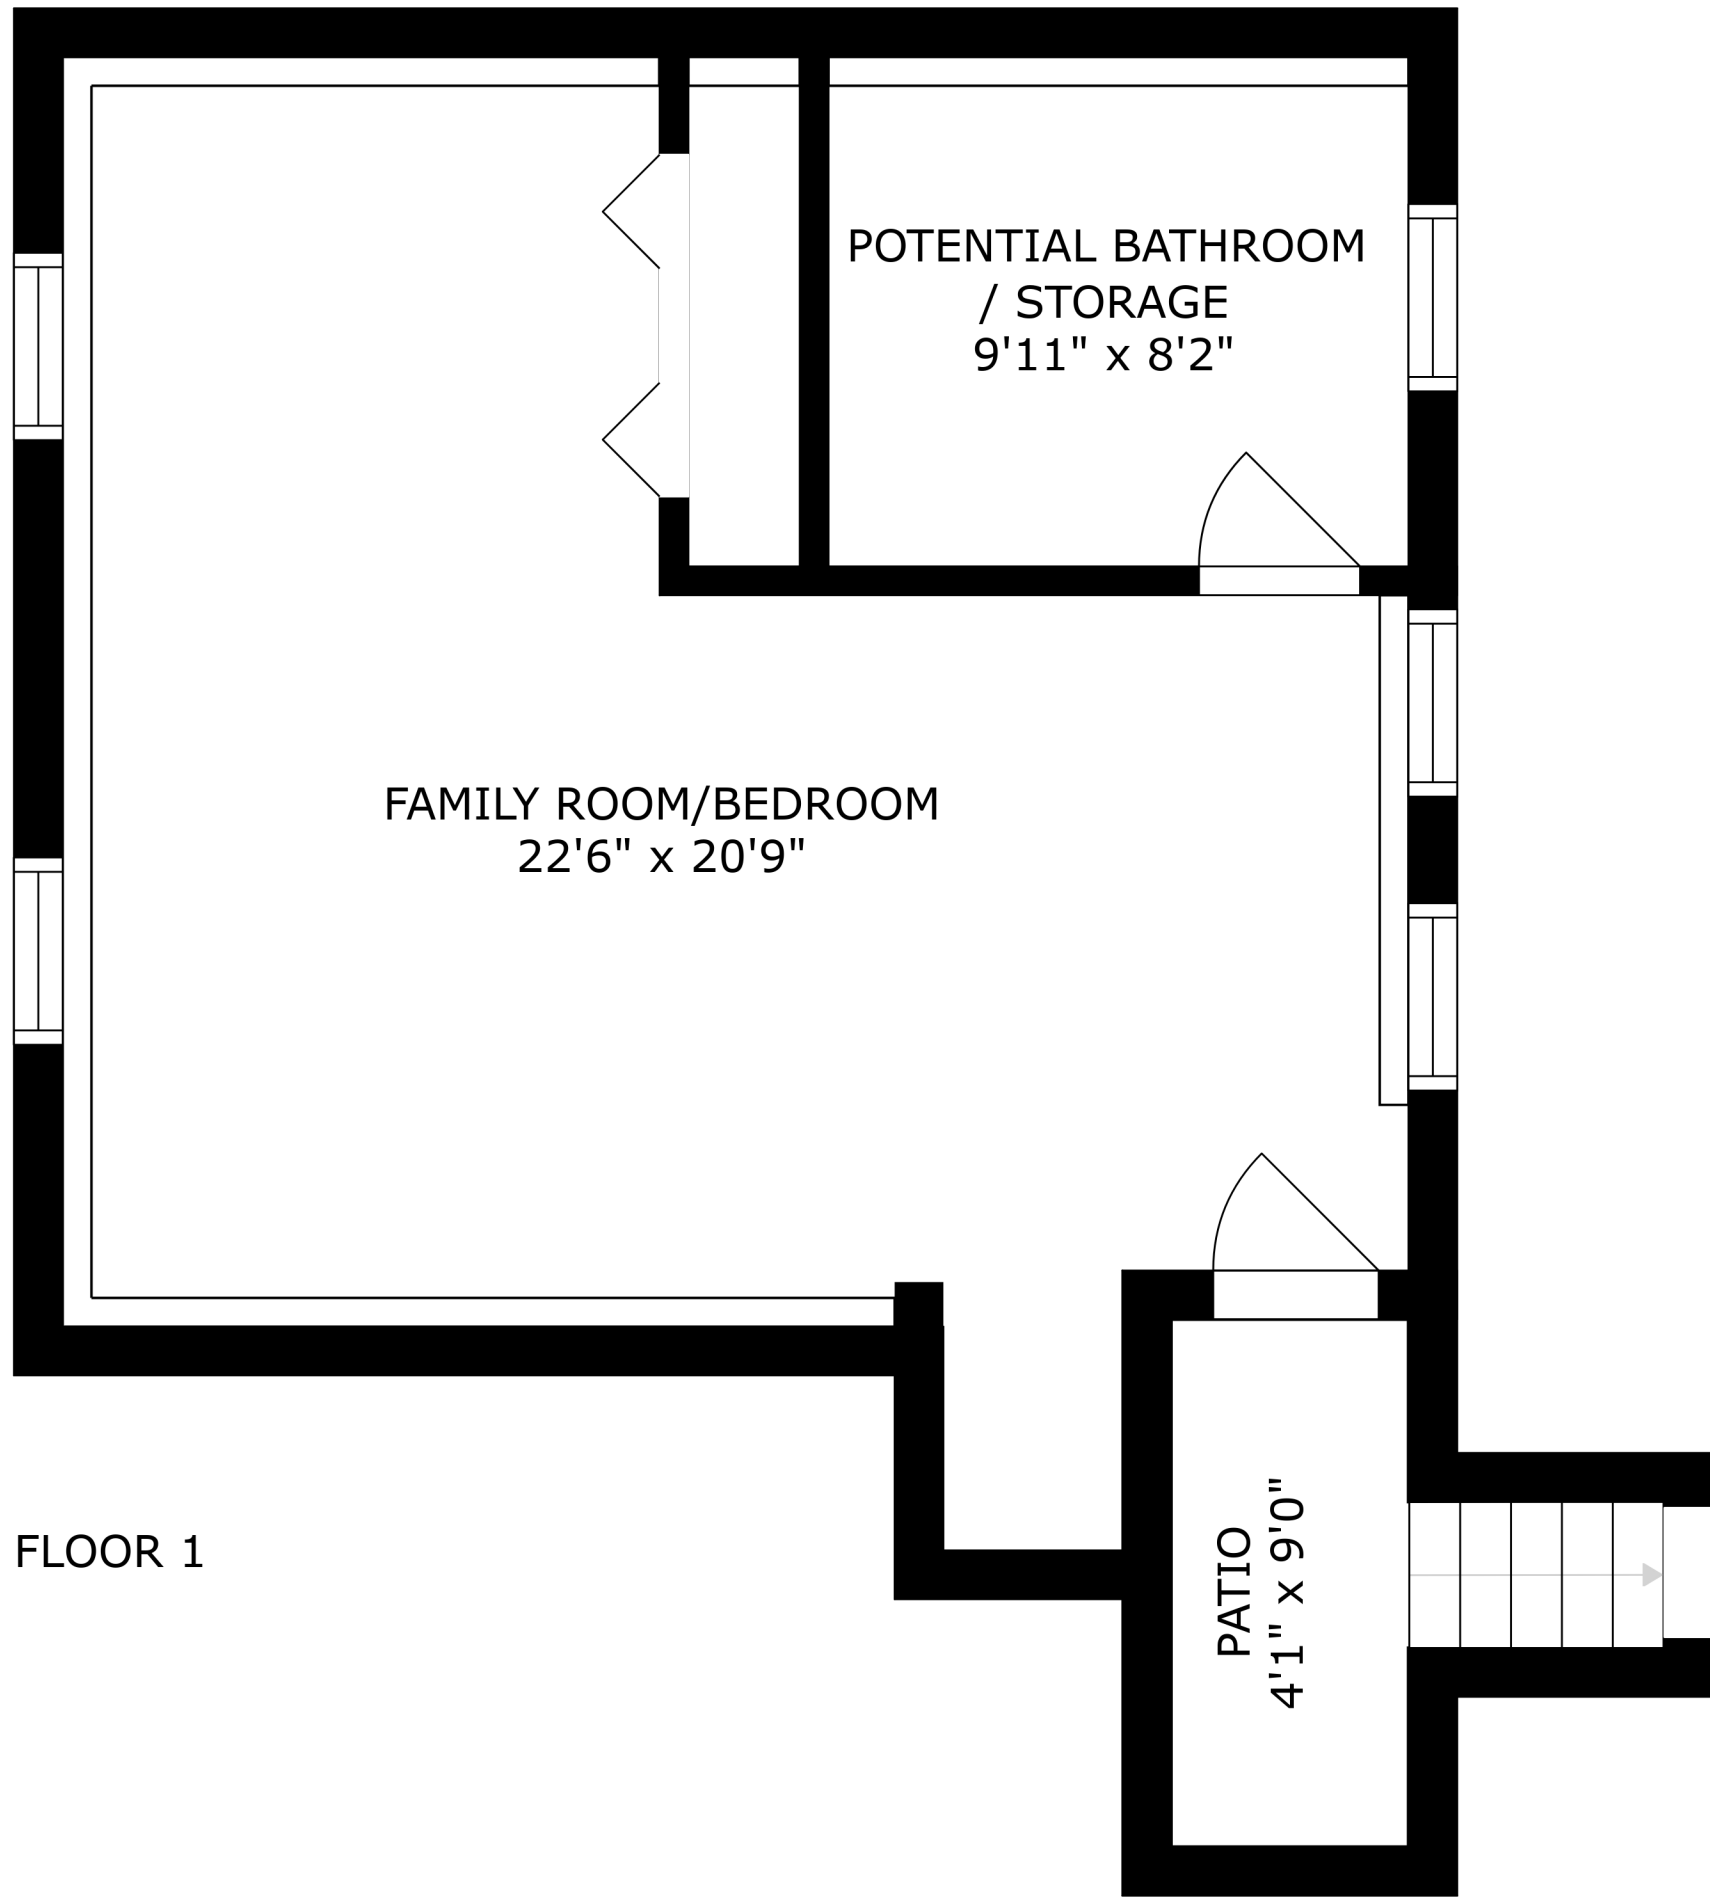 POTENTIAL BATHROOM
/ STORAGE
9'11" x 8'2"
FAMILY ROOM/BEDROOM
22'6" x 20'9"
PATIO
4'1" x 9'0"
FLOOR 1